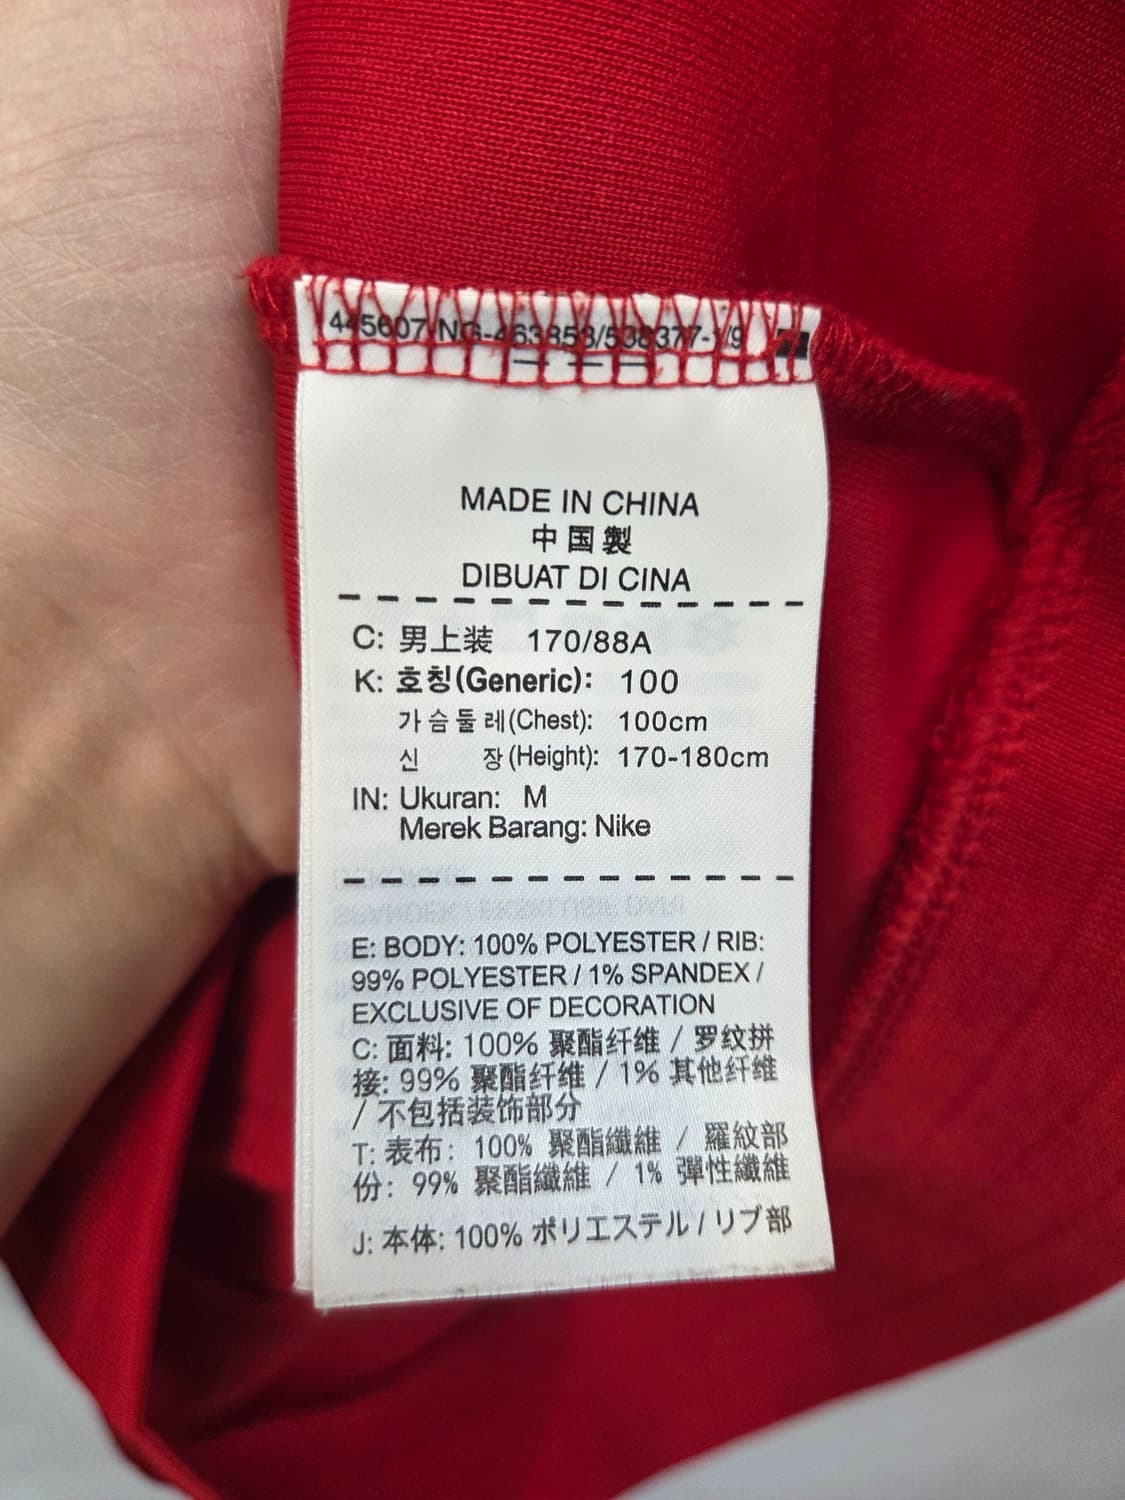 MADE IN CHINA
中国製
DIBUAT DI CINA
C: 男上装 170/88A
K: 호칭(Generic): 100
가슴둘레(Chest): 100cm
신 장(Height): 170-180cm
IN: Ukuran: M
Merek Barang: Nike
E: BODY: 100% POLYESTER / RIB:
99% POLYESTER / 1% SPANDEX /
EXCLUSIVE OF DECORATION
C: 面料: 100% 聚酯纤维 / 罗纹拼
接: 99% 聚酯纤维 / 1% 其他纤维
/ 不包括装饰部分
T: 表布: 100% 聚酯纖維 / 羅紋部
份: 99% 聚酯纖維 / 1% 彈性纖維
J: 本体: 100% ポリエステル / リブ部